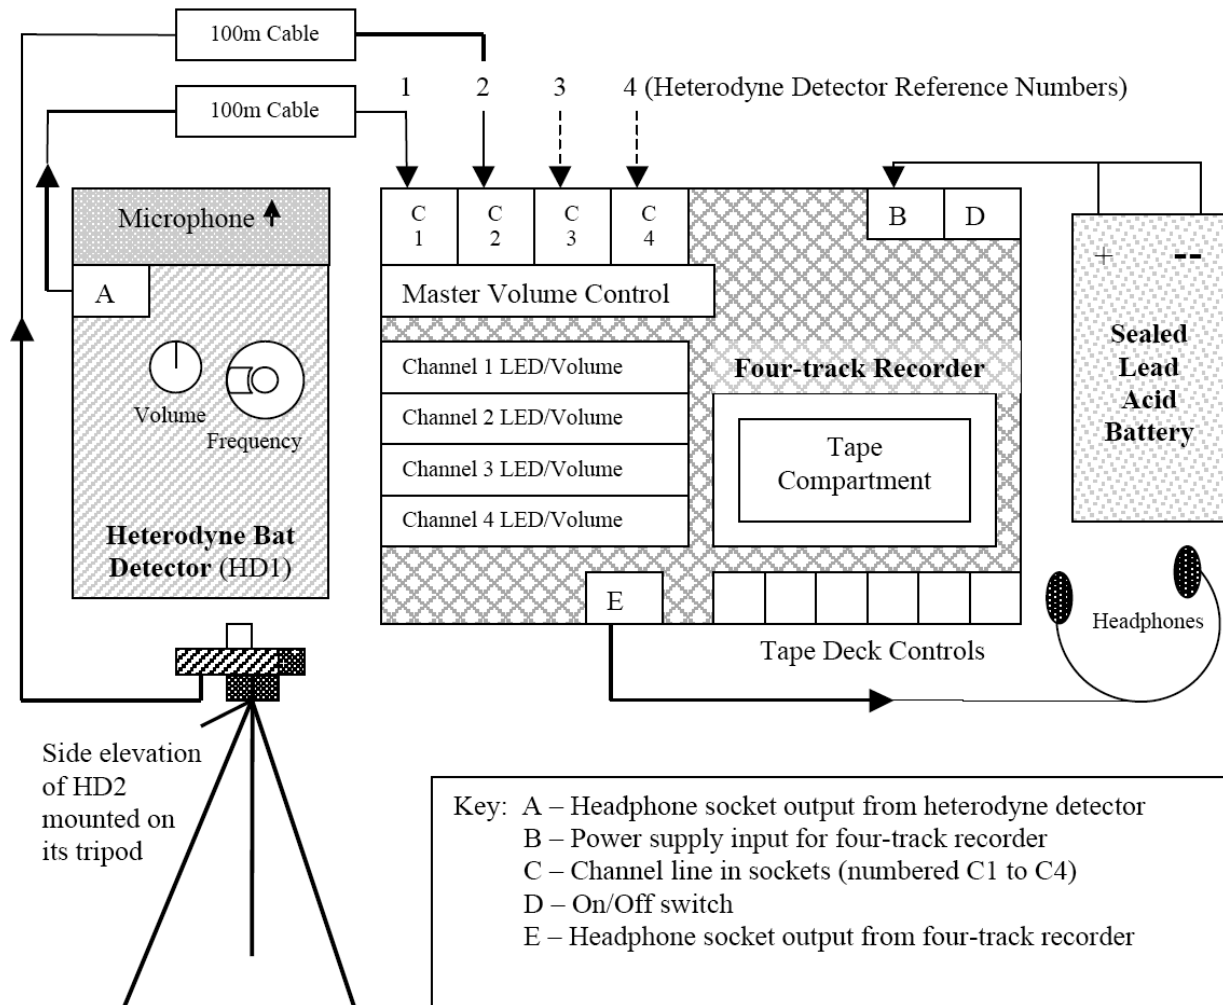 100m Cable
100m Cable
1 2 3 4 (Heterodyne Detector Reference Numbers)
Microphone
A
Volume
Frequency
Heterodyne Bat
Detector (HD1)
C
1
C
2
C
3
C
4
B
D
Master Volume Control
Channel 1 LED/Volume
Channel 2 LED/Volume
Channel 3 LED/Volume
Channel 4 LED/Volume
Four-track Recorder
Tape
Compartment
E
Tape Deck Controls
+ --
Sealed
Lead
Acid
Battery
Headphones
Side elevation
of HD2
mounted on
its tripod
Key: A – Headphone socket output from heterodyne detector
B – Power supply input for four-track recorder
C – Channel line in sockets (numbered C1 to C4)
D – On/Off switch
E – Headphone socket output from four-track recorder